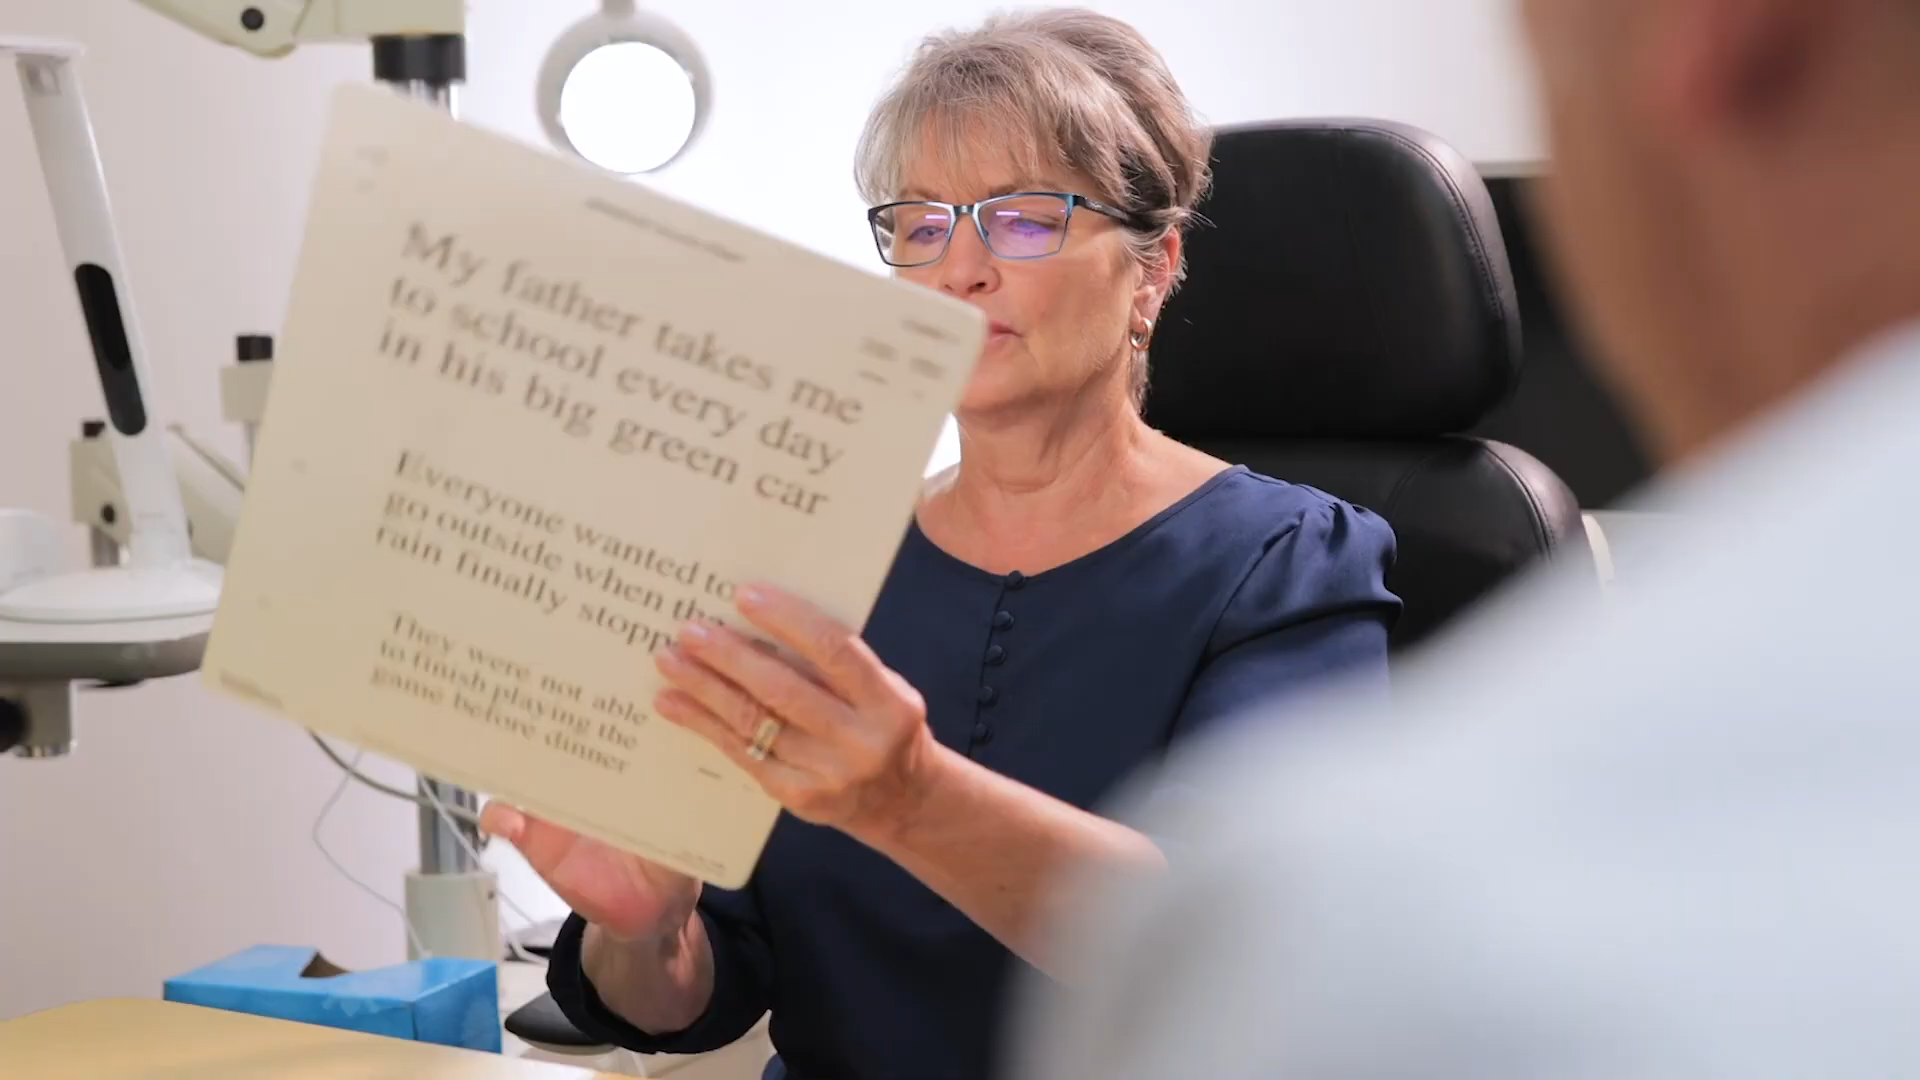 My father takes me
to school every day
in his big green car
Everyone wanted to
go outside when the
rain finally stopp
They were not able
to finish playing the
game before dinner